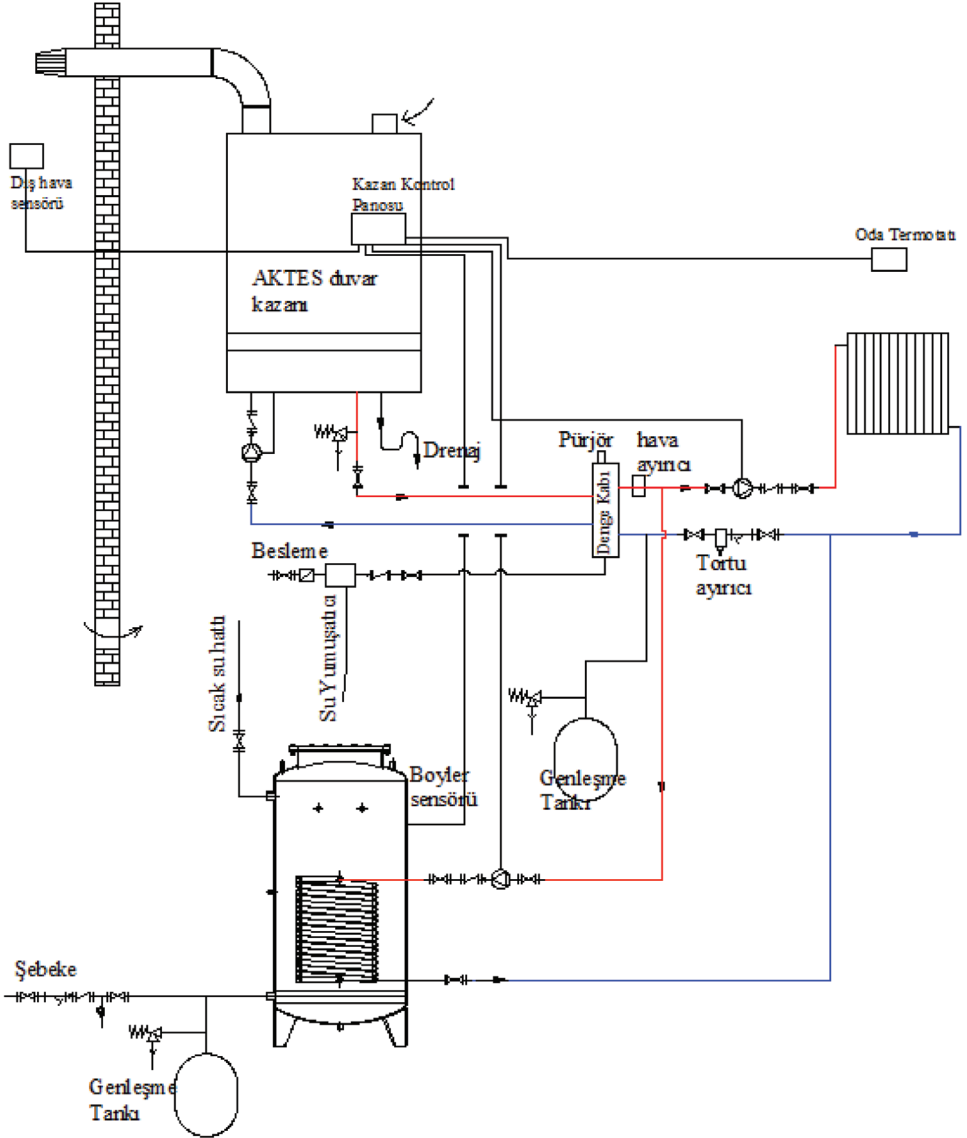 Dış hava
sensörü
Kazan Kontrol
Panosu
Oda Termotatı
AKTES duvar
kazanı
Drenaj
Pürjör
hava
ayırıcı
Denge Kabı
Besleme
Tortu
ayırıcı
Su Yumuşatıcı
Sıcak su hattı
Boyler
sensörü
Genleşme
Tankı
Şebeke
Genleşme
Tankı